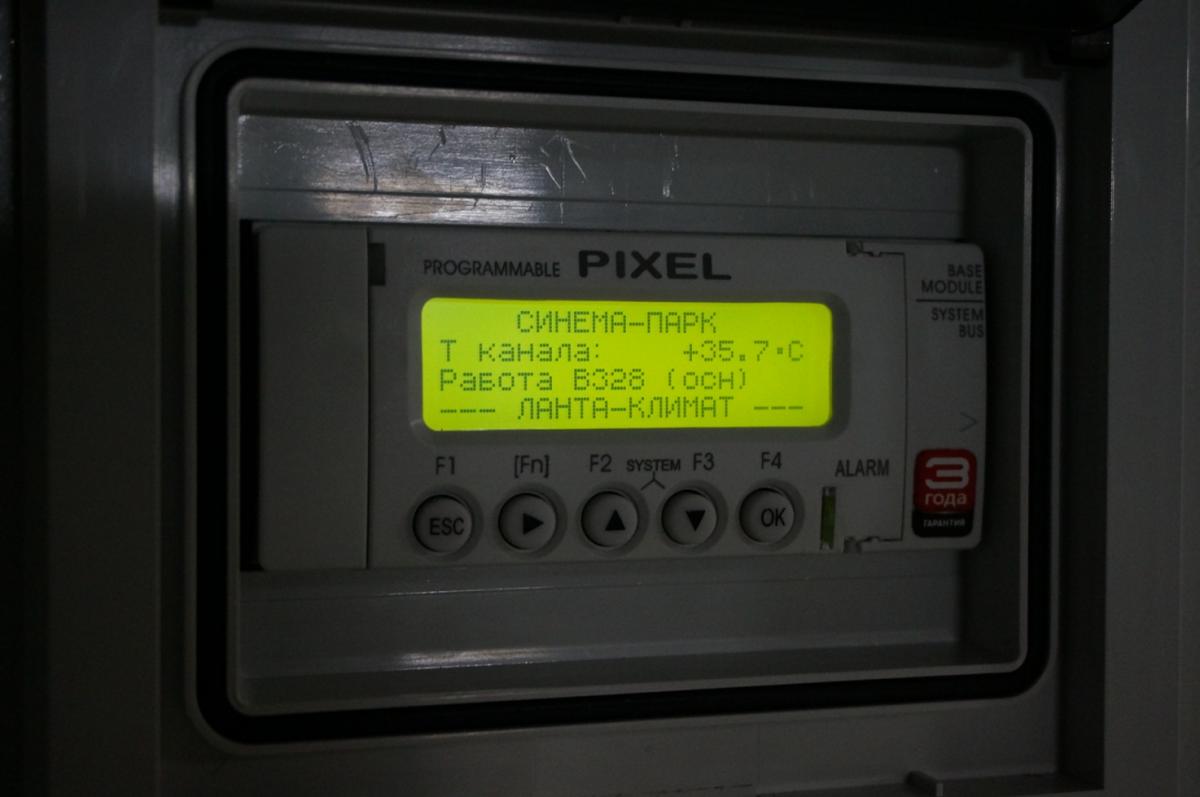 PROGRAMMABLE PIXEL
BASE
MODULE
SYSTEM
BUS
СИНЕМА-ПАРК
Т канала: +35.7°C
Работа В328 (осн)
--- ЛАНТА-КЛИМАТ ---
F1 [Fn] F2 SYSTEM F3 F4
ALARM
ESC ▶ ▲ ▼ OK
>
3
года
ГАРАНТИЯ